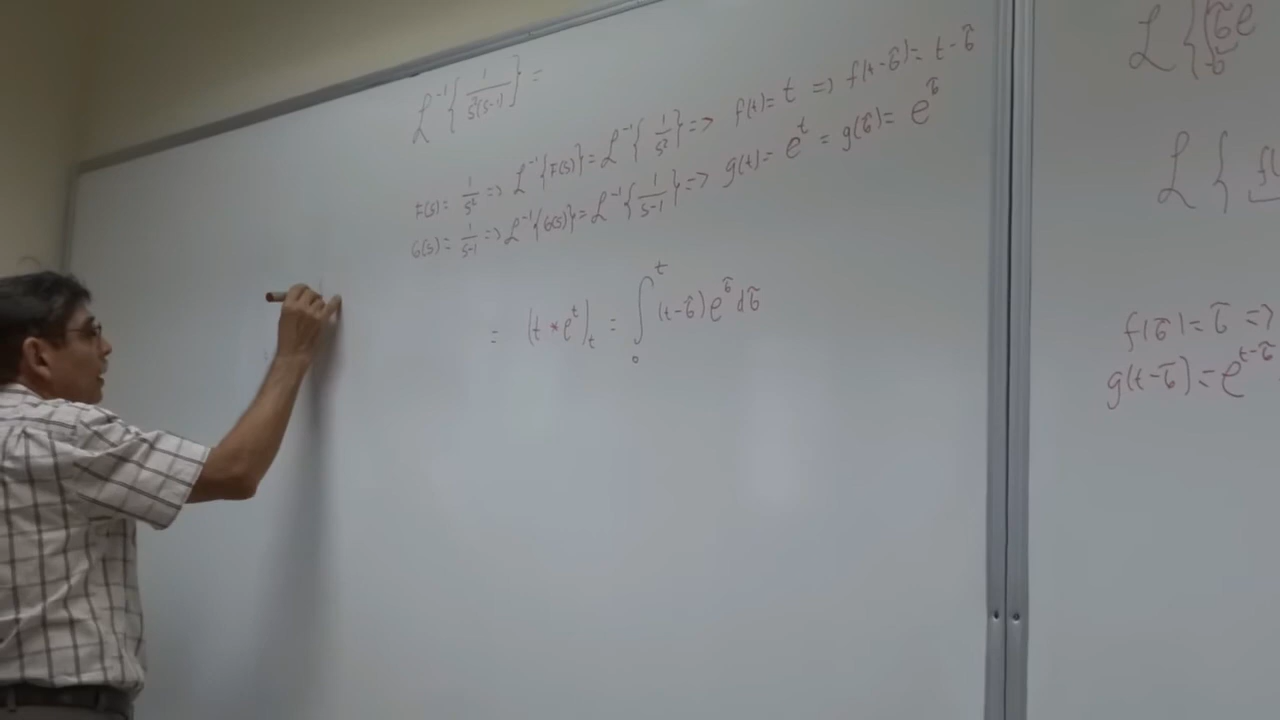 ℒ⁻¹{1/(s²(s-1))} =
F(s) = 1/s² => ℒ⁻¹{F(s)} = ℒ⁻¹{1/s²} => f(t) = t => f(t-τ) = t-τ
G(s) = 1/(s-1) => ℒ⁻¹{G(s)} = ℒ⁻¹{1/(s-1)} => g(t) = e^t = g(τ) = e^τ
= (t * e^t)_t = ∫₀^t (t-τ)e^τ dτ
ℒ{
ℒ{ f(
f(τ) = τ =>
g(t-τ) = e^(t-τ)